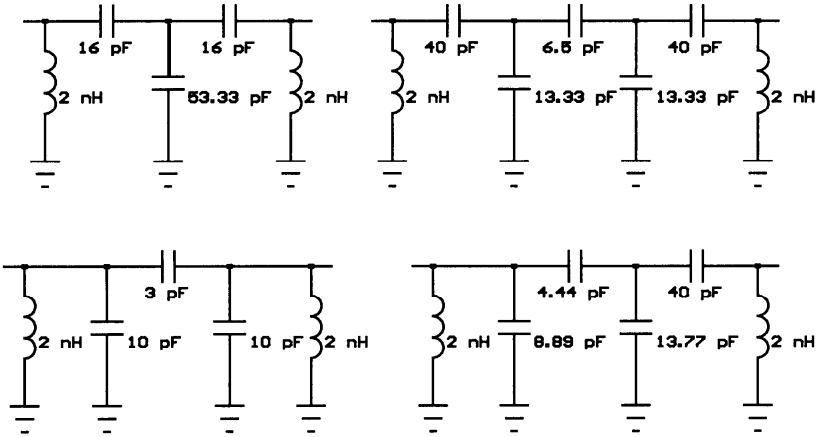 16 pF 16 pF 40 pF 6.5 pF 40 pF
2 nH 53.33 pF 2 nH 2 nH 13.33 pF 13.33 pF 2 nH
3 pF 4.44 pF 40 pF
2 nH 10 pF 10 pF 2 nH 2 nH 8.89 pF 13.77 pF 2 nH